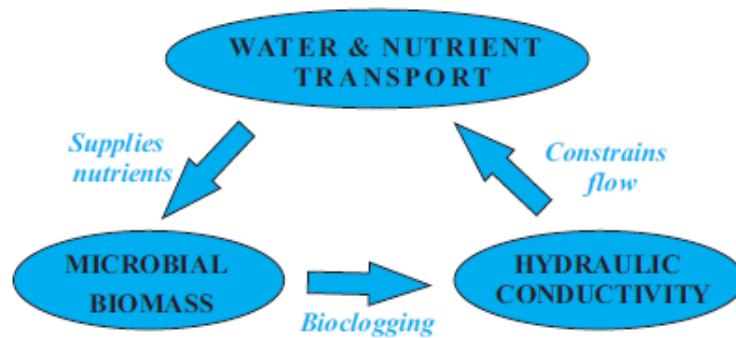 WATER & NUTRIENT
TRANSPORT
Supplies
nutrients
Constrains
flow
MICROBIAL
BIOMASS
HYDRAULIC
CONDUCTIVITY
Bioclogging